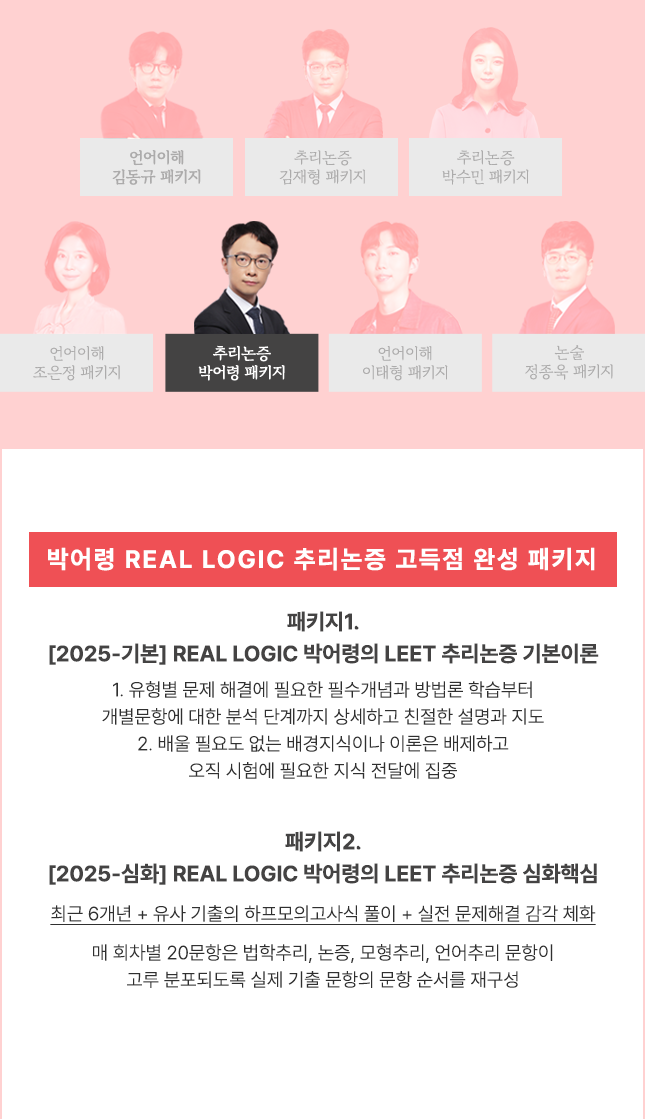 언어이해
김동규 패키지
추리논증
김재형 패키지
추리논증
박수민 패키지
언어이해
조은정 패키지
추리논증
박어령 패키지
언어이해
이태형 패키지
논술
정종욱 패키지
박어령 REAL LOGIC 추리논증 고득점 완성 패키지
패키지1.
[2025-기본] REAL LOGIC 박어령의 LEET 추리논증 기본이론
1. 유형별 문제 해결에 필요한 필수개념과 방법론 학습부터
개별문항에 대한 분석 단계까지 상세하고 친절한 설명과 지도
2. 배울 필요도 없는 배경지식이나 이론은 배제하고
오직 시험에 필요한 지식 전달에 집중
패키지2.
[2025-심화] REAL LOGIC 박어령의 LEET 추리논증 심화핵심
최근 6개년 + 유사 기출의 하프모의고사식 풀이 + 실전 문제해결 감각 체화
매 회차별 20문항은 법학추리, 논증, 모형추리, 언어추리 문항이
고루 분포되도록 실제 기출 문항의 문항 순서를 재구성